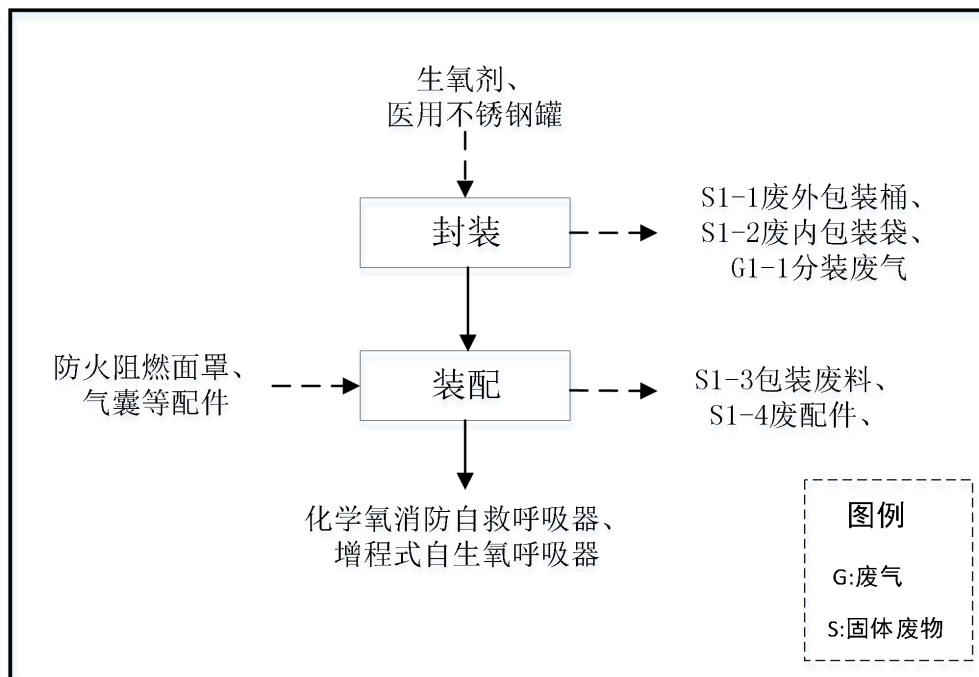 生氧剂、
医用不锈钢罐
封装
S1-1废外包装桶、
S1-2废内包装袋、
G1-1分装废气
防火阻燃面罩、
气囊等配件
装配
S1-3包装废料、
S1-4废配件、
化学氧消防自救呼吸器、
增程式自生氧呼吸器
图例
G:废气
S:固体废物